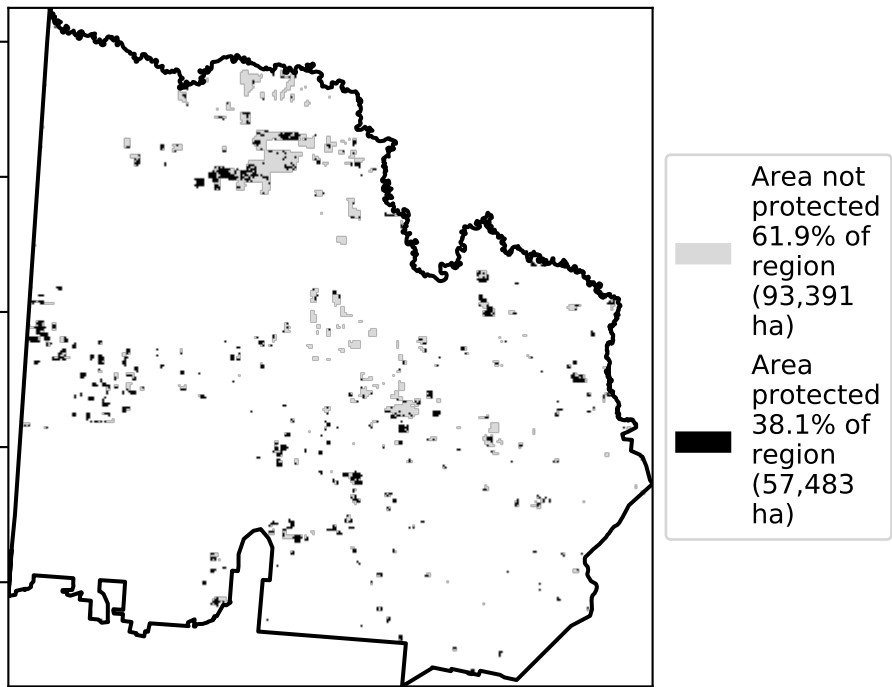 Area not
protected
61.9% of
region
(93,391
ha)
Area
protected
38.1% of
region
(57,483
ha)